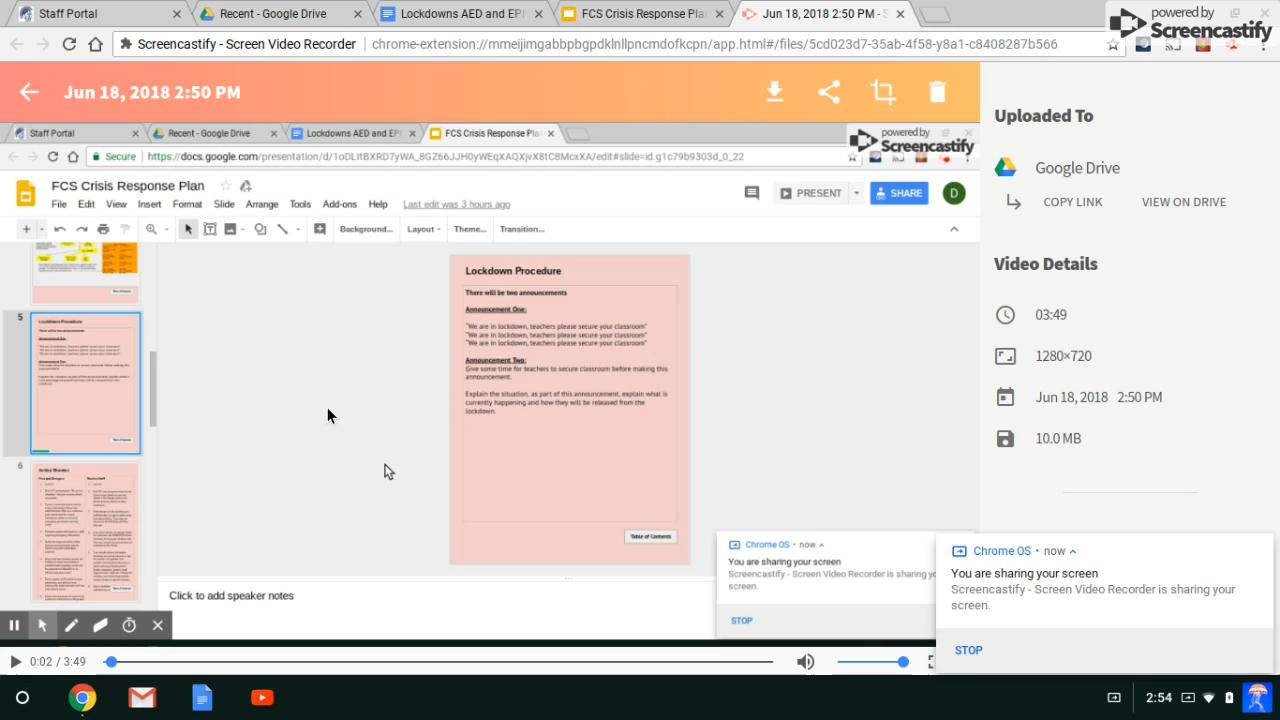 Staff Portal
Recent - Google Drive
Lockdowns AED and EPI
FCS Crisis Response Plan
Jun 18, 2018 2:50 PM - S
powered by
Screencastify
Screencastify - Screen Video Recorder
chrome-extension://mmeijimgabbpbgpdklnllpncmdofkcpn/app.html#/files/5cd023d7-35ab-4f58-y8a1-c8408287b566
Jun 18, 2018 2:50 PM
Staff Portal
Recent - Google Drive
Lockdowns AED and EPI
FCS Crisis Response Plan
powered by
Screencastify
Secure
https://docs.google.com/presentation/d/1oDLItBXRD7yWA_8GZ66JJH0yWEqXAQXjvX8tC8McxXA/edit#slide=id.g1c79b9303d_0_22
FCS Crisis Response Plan
PRESENT
SHARE
D
File Edit View Insert Format Slide Arrange Tools Add-ons Help Last edit was 3 hours ago
Background... Layout Theme... Transition...
5
6
Lockdown Procedure
There will be two announcements
Announcement One:
"We are in lockdown, teachers please secure your classroom"
"We are in lockdown, teachers please secure your classroom"
"We are in lockdown, teachers please secure your classroom"
Announcement Two:
Give some time for teachers to secure classroom before making this
announcement.
Explain the situation, as part of this announcement, explain what is
currently happening and how they will be released from the
lockdown.
Table of Contents
Click to add speaker notes
Chrome OS • now
You are sharing your screen
Screencastify - Screen Video Recorder is sharing yo
screen.
STOP
0:02 / 3:49
Uploaded To
Google Drive
COPY LINK
VIEW ON DRIVE
Video Details
03:49
1280×720
Jun 18, 2018 2:50 PM
10.0 MB
Chrome OS • now
You are sharing your screen
Screencastify - Screen Video Recorder is sharing your
screen.
STOP
2:54